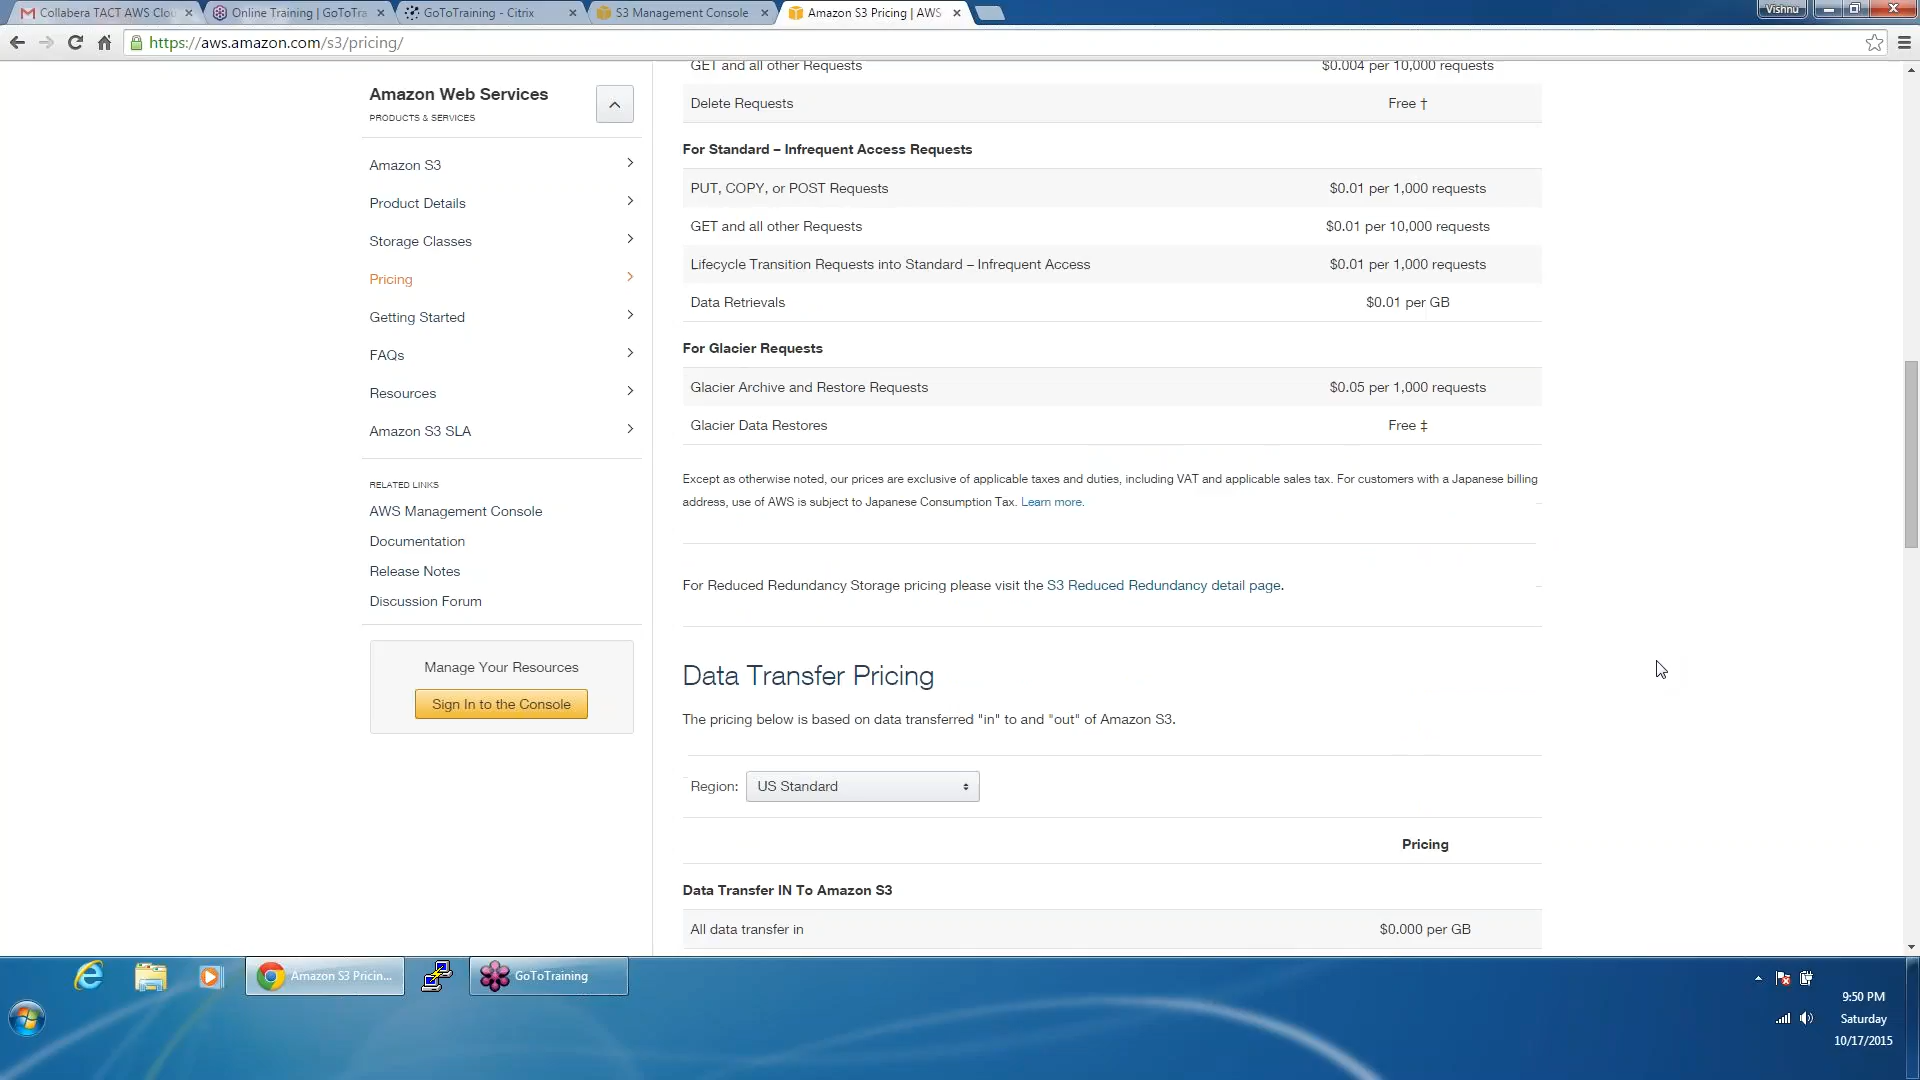 Collabera TACT AWS Clou
Online Training | GoToTra
GoToTraining - Citrix
S3 Management Console
Amazon S3 Pricing | AWS
Vishnu
https://aws.amazon.com/s3/pricing/
Amazon Web Services
PRODUCTS & SERVICES
Amazon S3
Product Details
Storage Classes
Pricing
Getting Started
FAQs
Resources
Amazon S3 SLA
RELATED LINKS
AWS Management Console
Documentation
Release Notes
Discussion Forum
Manage Your Resources
Sign In to the Console
GET and all other Requests $0.004 per 10,000 requests
Delete Requests Free †
For Standard – Infrequent Access Requests
PUT, COPY, or POST Requests $0.01 per 1,000 requests
GET and all other Requests $0.01 per 10,000 requests
Lifecycle Transition Requests into Standard – Infrequent Access $0.01 per 1,000 requests
Data Retrievals $0.01 per GB
For Glacier Requests
Glacier Archive and Restore Requests $0.05 per 1,000 requests
Glacier Data Restores Free ‡
Except as otherwise noted, our prices are exclusive of applicable taxes and duties, including VAT and applicable sales tax. For customers with a Japanese billing
address, use of AWS is subject to Japanese Consumption Tax. Learn more.
For Reduced Redundancy Storage pricing please visit the S3 Reduced Redundancy detail page.
Data Transfer Pricing
The pricing below is based on data transferred "in" to and "out" of Amazon S3.
Region: US Standard
Pricing
Data Transfer IN To Amazon S3
All data transfer in $0.000 per GB
Amazon S3 Pricin...
GoToTraining
9:50 PM
Saturday
10/17/2015